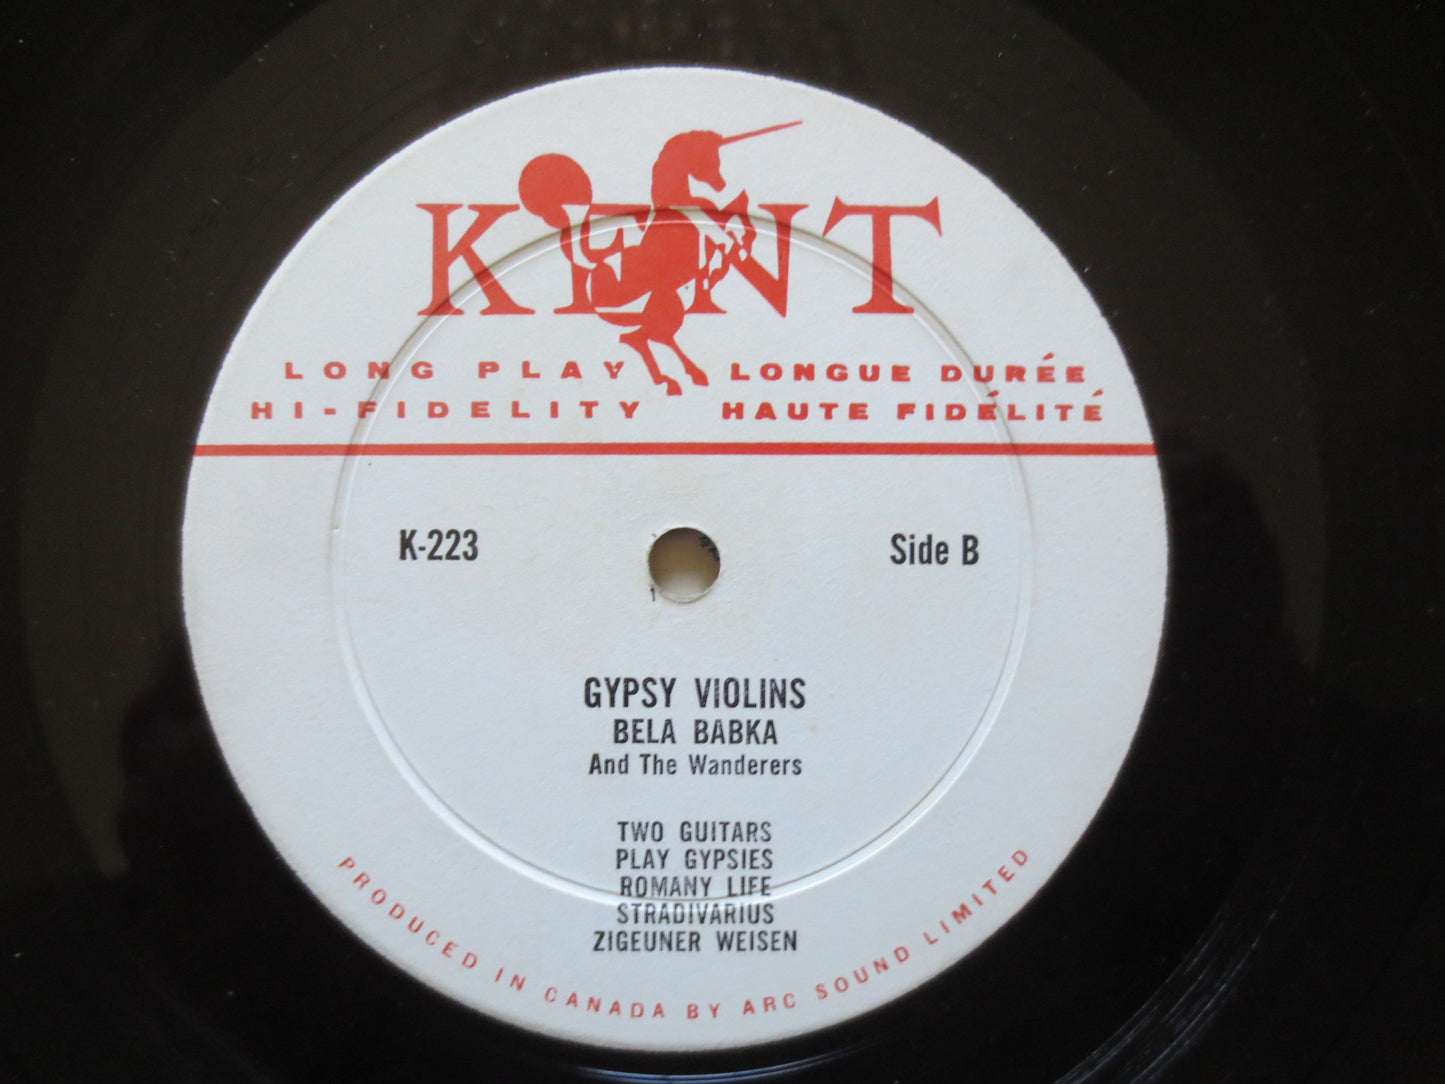 KENT
LONG PLAY LONGUE DURÉE
HI-FIDELITY HAUTE FIDÉLITÉ
K-223 Side B
GYPSY VIOLINS
BELA BABKA
And The Wanderers
TWO GUITARS
PLAY GYPSIES
ROMANY LIFE
STRADIVARIUS
ZIGEUNER WEISEN
PRODUCED IN CANADA BY ARC SOUND LIMITED